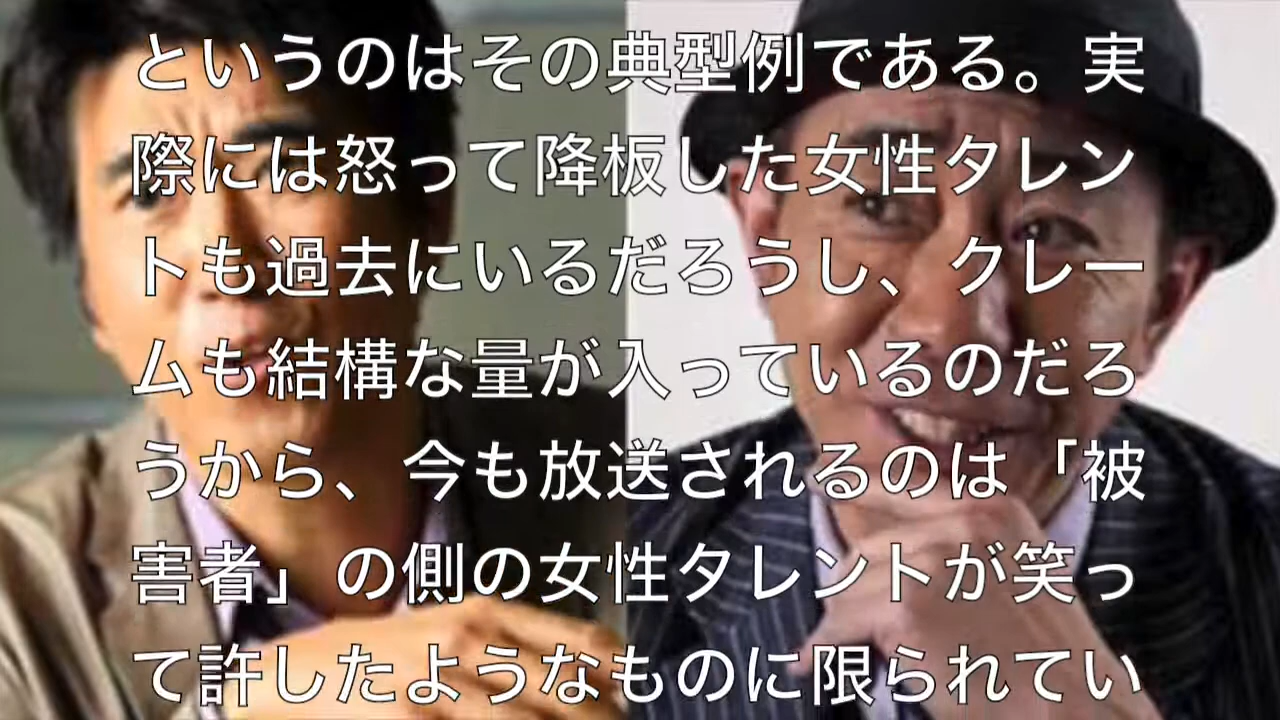 というのはその典型例である。実
際には怒って降板した女性タレン
トも過去にいるだろうし、クレー
ムも結構な量が入っているのだろ
うから、今も放送されるのは「被
害者」の側の女性タレントが笑っ
て許したようなものに限られてい